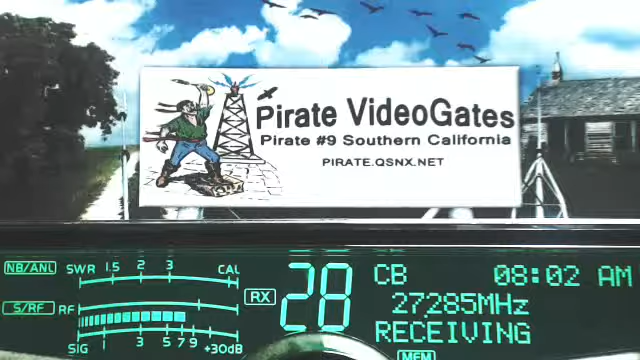 Pirate VideoGates
Pirate #9 Southern California
PIRATE.QSNX.NET
NB/ANL SWR 1.5 2 3 CAL
S/RF RF
SIG 1 3 5 7 9 +30dB
RX 28
CB 08:02 AM
27285MHz
RECEIVING
MEM